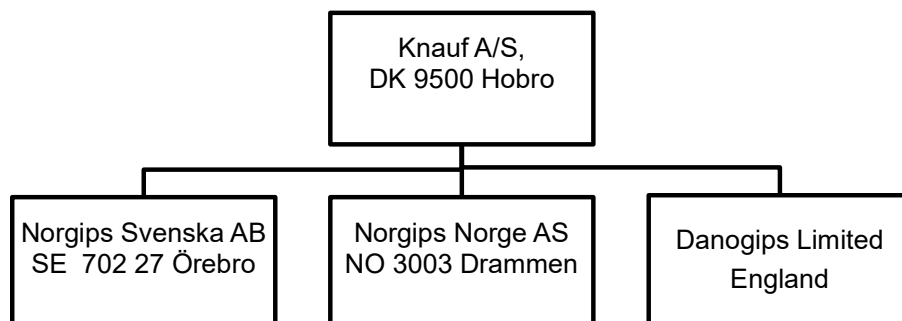 Knauf A/S,
DK 9500 Hobro
Norgips Svenska AB
SE  702 27 Örebro
Norgips Norge AS
NO 3003 Drammen
Danogips Limited
England